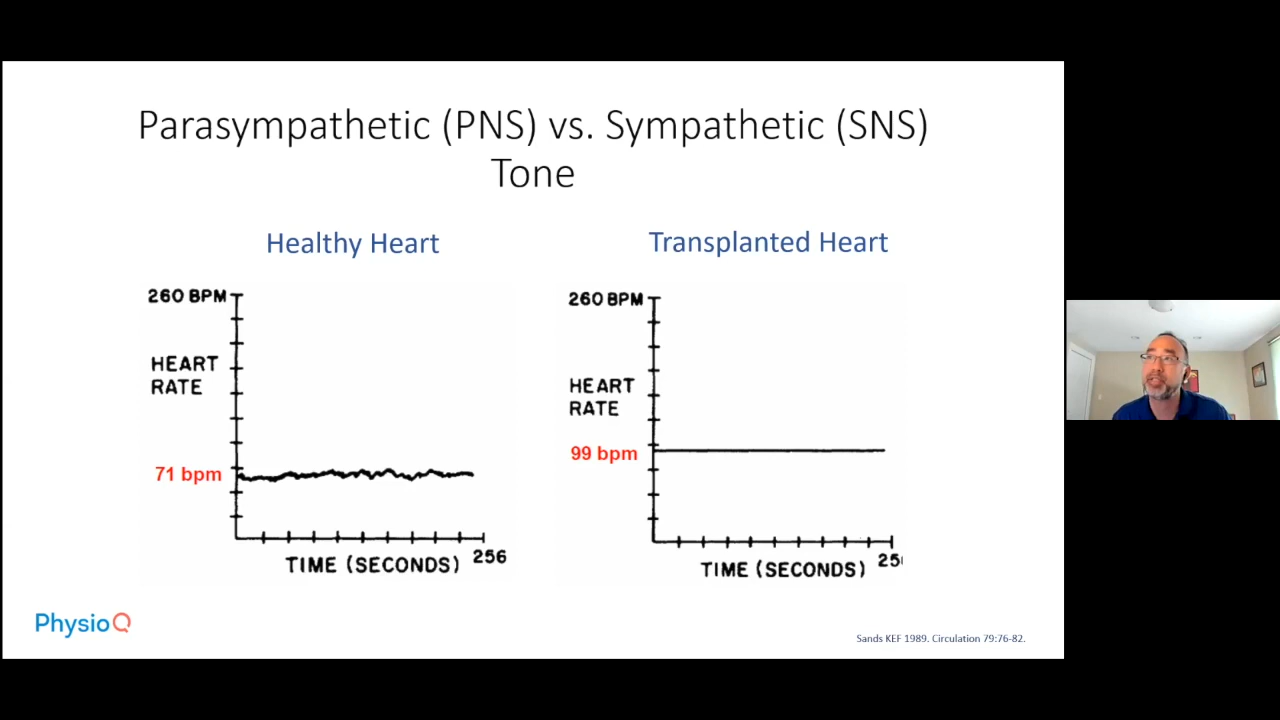 Parasympathetic (PNS) vs. Sympathetic (SNS)
Tone
Healthy Heart
Transplanted Heart
260 BPM
HEART
RATE
71 bpm
TIME (SECONDS)
256
260 BPM
HEART
RATE
99 bpm
TIME (SECONDS)
25
PhysioQ
Sands KEF 1989. Circulation 79:76-82.